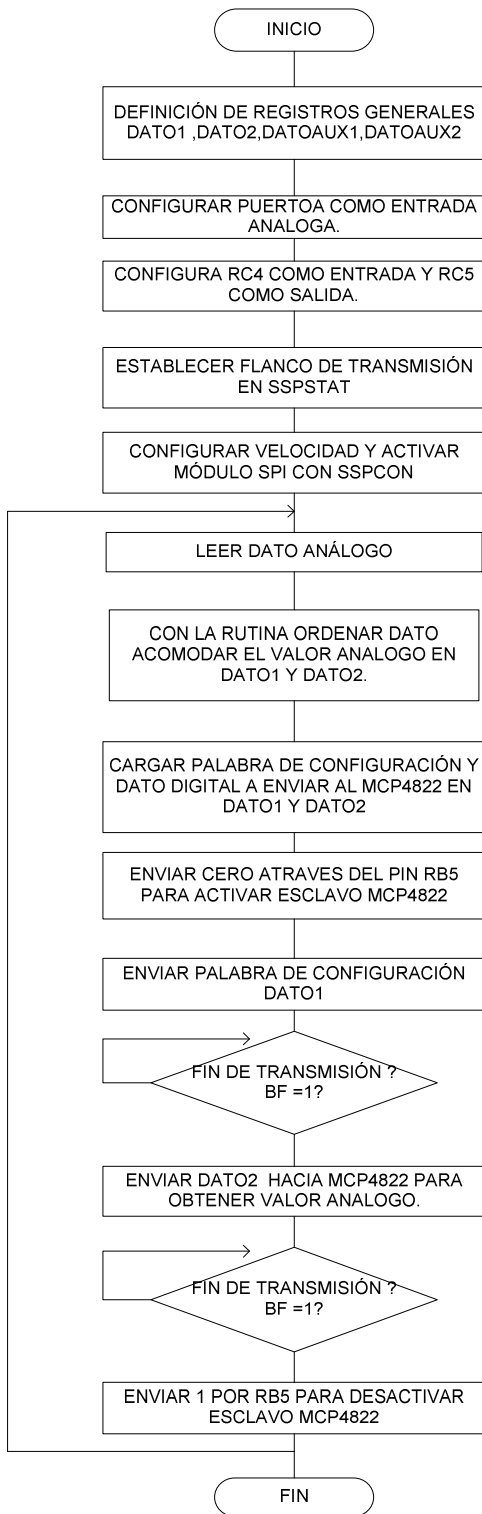 INICIO
DEFINICIÓN DE REGISTROS GENERALES
DATO1 ,DATO2,DATOAUX1,DATOAUX2
CONFIGURAR PUERTOA COMO ENTRADA
ANALOGA.
CONFIGURA RC4 COMO ENTRADA Y RC5
COMO SALIDA.
ESTABLECER FLANCO DE TRANSMISIÓN
EN SSPSTAT
CONFIGURAR VELOCIDAD Y ACTIVAR
MÓDULO SPI CON SSPCON
LEER DATO ANÁLOGO
CON LA RUTINA ORDENAR DATO
ACOMODAR EL VALOR ANALOGO EN
DATO1 Y DATO2.
CARGAR PALABRA DE CONFIGURACIÓN Y
DATO DIGITAL A ENVIAR AL MCP4822 EN
DATO1 Y DATO2
ENVIAR CERO ATRAVES DEL PIN RB5
PARA ACTIVAR ESCLAVO MCP4822
ENVIAR PALABRA DE CONFIGURACIÓN
DATO1
FIN DE TRANSMISIÓN ?
BF =1?
ENVIAR DATO2 HACIA MCP4822 PARA
OBTENER VALOR ANALOGO.
FIN DE TRANSMISIÓN ?
BF =1?
ENVIAR 1 POR RB5 PARA DESACTIVAR
ESCLAVO MCP4822
FIN